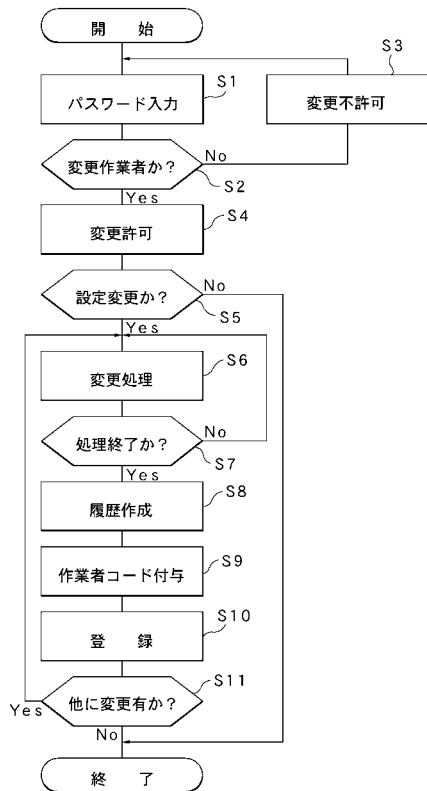 開 始
S3
S1
パスワード入力
変更不許可
No
変更作業者か？
S2
Yes
S4
変更許可
No
設定変更か？
S5
Yes
S6
変更処理
No
処理終了か？
S7
Yes
S8
履歴作成
S9
作業者コード付与
S10
登 録
S11
他に変更有か？
Yes
No
終 了